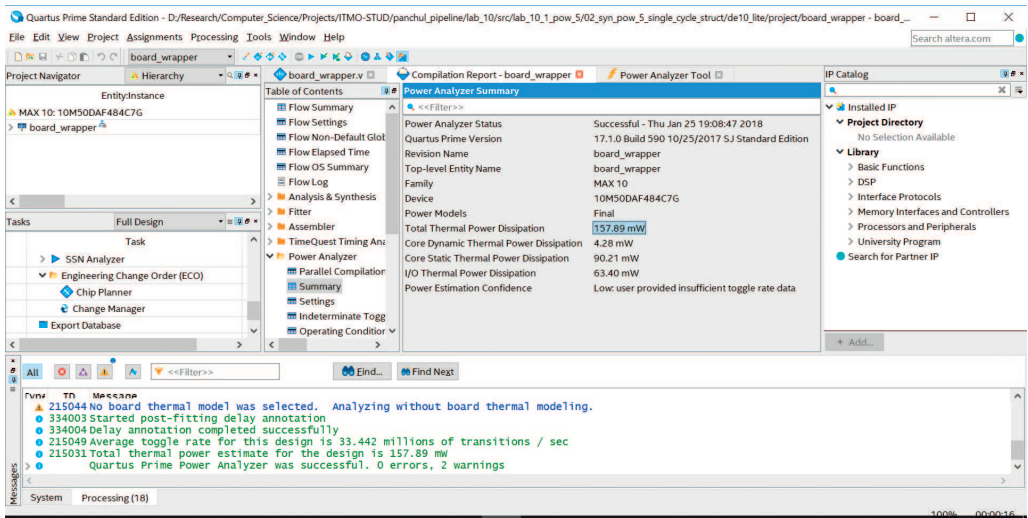 Quartus Prime Standard Edition - D:/Research/Computer_Science/Projects/ITMO-STUD/panchul_pipeline/lab_10/src/lab_10_1_pow_5/02_syn_pow_5_single_cycle_struct/de10_lite/project/board_wrapper - board_...
File Edit View Project Assignments Processing Tools Window Help
Search altera.com
board_wrapper
Project Navigator
Hierarchy
Entity:Instance
MAX 10: 10M50DAF484C7G
board_wrapper
Tasks
Full Design
Task
SSN Analyzer
Engineering Change Order (ECO)
Chip Planner
Change Manager
Export Database
board_wrapper.v
Compilation Report - board_wrapper
Power Analyzer Tool
Table of Contents
Flow Summary
Flow Settings
Flow Non-Default Glob
Flow Elapsed Time
Flow OS Summary
Flow Log
Analysis & Synthesis
Fitter
Assembler
TimeQuest Timing Ana
Power Analyzer
Parallel Compilation
Summary
Settings
Indeterminate Togg
Operating Condition
Power Analyzer Summary
<<Filter>>
Power Analyzer Status Successful - Thu Jan 25 19:08:47 2018
Quartus Prime Version 17.1.0 Build 590 10/25/2017 SJ Standard Edition
Revision Name board_wrapper
Top-level Entity Name board_wrapper
Family MAX 10
Device 10M50DAF484C7G
Power Models Final
Total Thermal Power Dissipation 157.89 mW
Core Dynamic Thermal Power Dissipation 4.28 mW
Core Static Thermal Power Dissipation 90.21 mW
I/O Thermal Power Dissipation 63.40 mW
Power Estimation Confidence Low: user provided insufficient toggle rate data
IP Catalog
Installed IP
Project Directory
No Selection Available
Library
Basic Functions
DSP
Interface Protocols
Memory Interfaces and Controllers
Processors and Peripherals
University Program
Search for Partner IP
+ Add...
All
<<Filter>>
Find...
Find Next
Type ID Message
215044 No board thermal model was selected. Analyzing without board thermal modeling.
334003 Started post-fitting delay annotation
334004 Delay annotation completed successfully
215049 Average toggle rate for this design is 33.442 millions of transitions / sec
215031 Total thermal power estimate for the design is 157.89 mW
Quartus Prime Power Analyzer was successful. 0 errors, 2 warnings
Messages
System Processing (18)
100% 00:00:16